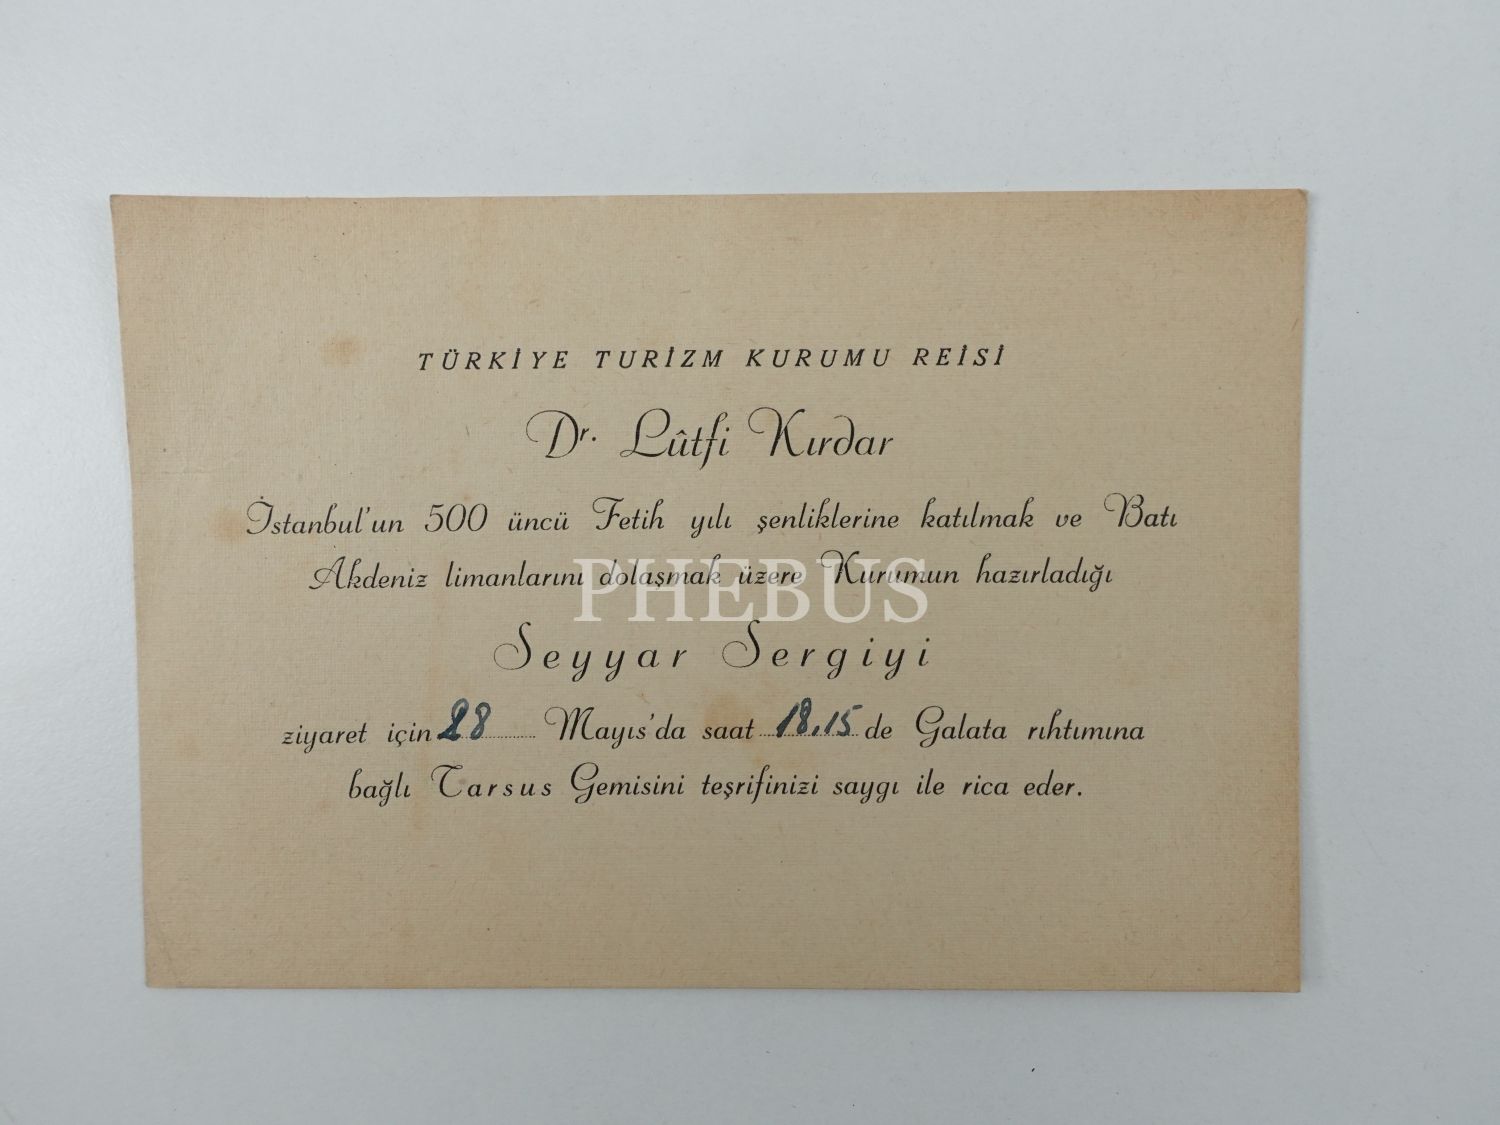 TÜRKİYE TURİZM KURUMU REİSİ
Dr. Lûtfi Kırdar
İstanbul'un 500 üncü Fetih yılı şenliklerine katılmak ve Batı
Akdeniz limanlarını dolaşmak üzere Kurumun hazırladığı
PHEBUS
Seyyar Sergiyi
ziyaret için 28 Mayıs'da saat 18.15 de Galata rıhtımına
bağlı Tarsus Gemisini teşrifinizi saygı ile rica eder.